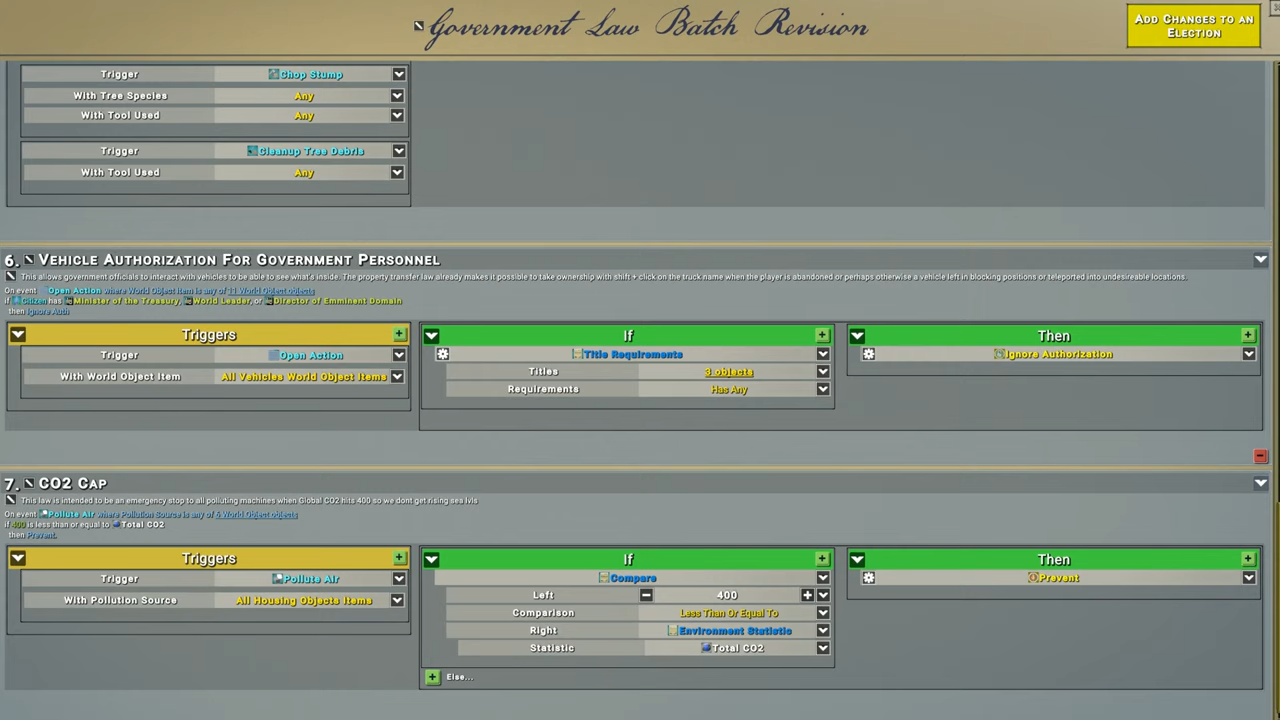 Government Law Batch Revision
Add Changes to an
Election
Trigger Chop Stump
With Tree Species Any
With Tool Used Any
Trigger Cleanup Tree Debris
With Tool Used Any
6. Vehicle Authorization For Government Personnel
This allows government officials to interact with vehicles to be able to see what's inside. The property transfer law already makes it possible to take ownership with shift + click on the truck name when the player is abandoned or perhaps otherwise a vehicle left in blocking positions or teleported into undesireable locations.
On event Open Action where World Object Item is any of 11 World Object objects
if Citizen has Minister of the Treasury, World Leader, or Director of Emminent Domain
then Ignore Auth
Triggers
Trigger Open Action
With World Object Item All Vehicles World Object Items
If
Title Requirements
Titles 3 objects
Requirements Has Any
Then
Ignore Authorization
7. CO2 Cap
This law is intended to be an emergency stop to all polluting machines when Global CO2 hits 400 so we dont get rising sea lvls
On event Pollute Air where Pollution Source is any of 6 World Object objects
if 400 is less than or equal to Total CO2
then Prevent.
Triggers
Trigger Pollute Air
With Pollution Source All Housing Objects Items
If
Compare
Left 400
Comparison Less Than Or Equal To
Right Environment Statistic
Statistic Total CO2
Else...
Then
Prevent